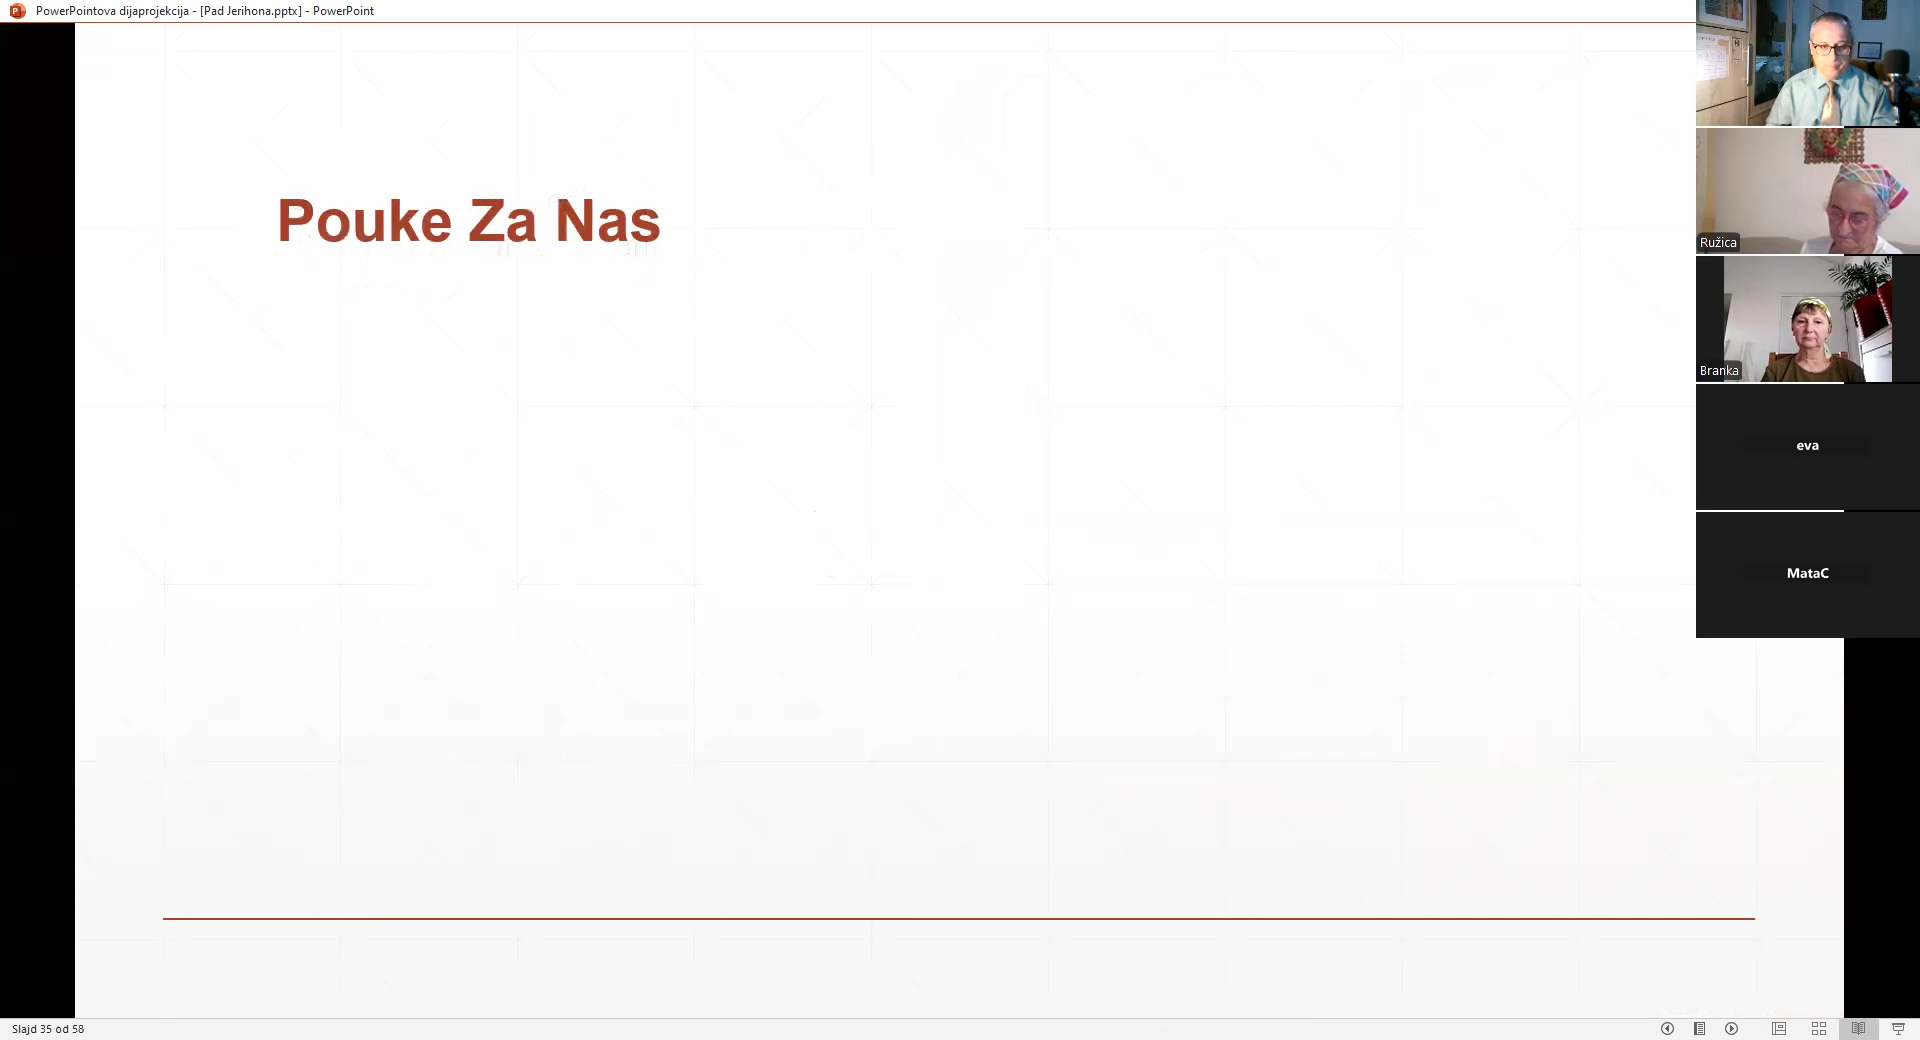 PowerPointova dijaprojekcija - [Pad Jerihona.pptx] - PowerPoint
Pouke Za Nas
Ružica
Branka
eva
MataC
Slajd 35 od 58